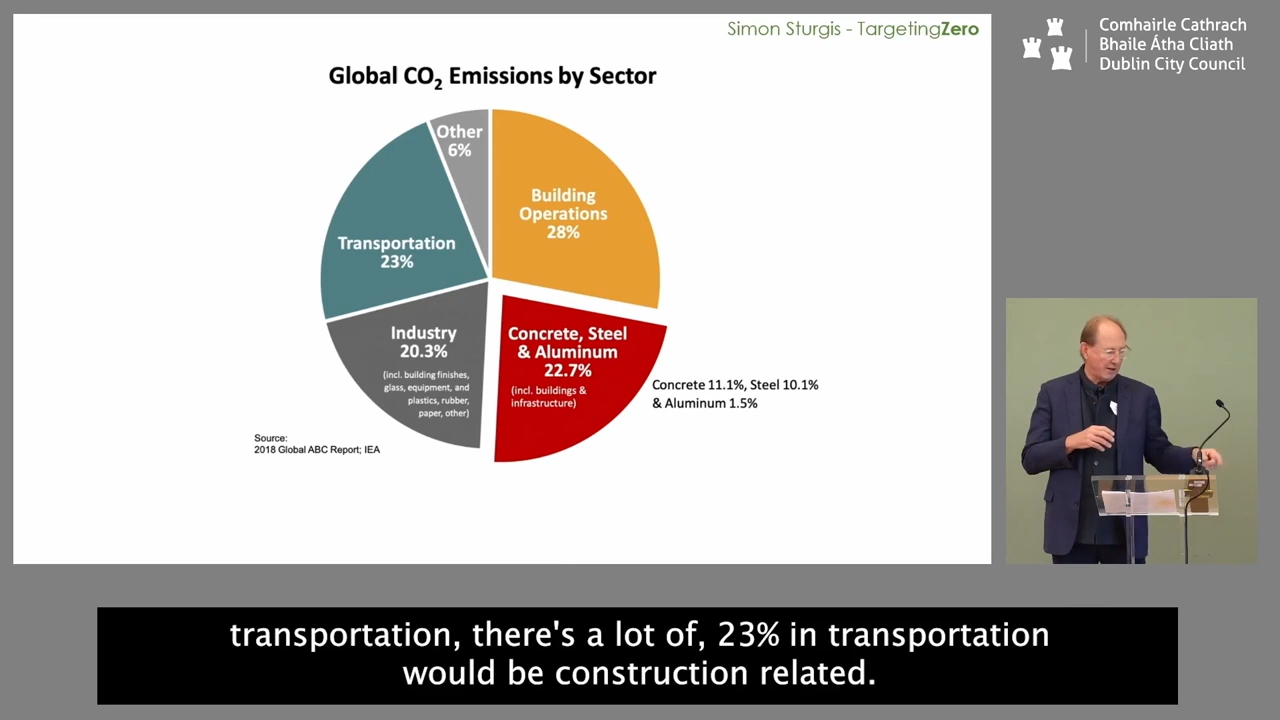 Simon Sturgis - TargetingZero
Comhairle Cathrach
Bhaile Átha Cliath
Dublin City Council
Global CO₂ Emissions by Sector
Other
6%
Building
Operations
28%
Transportation
23%
Industry
20.3%
(incl. building finishes,
glass, equipment, and
plastics, rubber,
paper, other)
Concrete, Steel
& Aluminum
22.7%
(incl. buildings &
infrastructure)
Concrete 11.1%, Steel 10.1%
& Aluminum 1.5%
Source:
2018 Global ABC Report; IEA
transportation, there's a lot of, 23% in transportation
would be construction related.